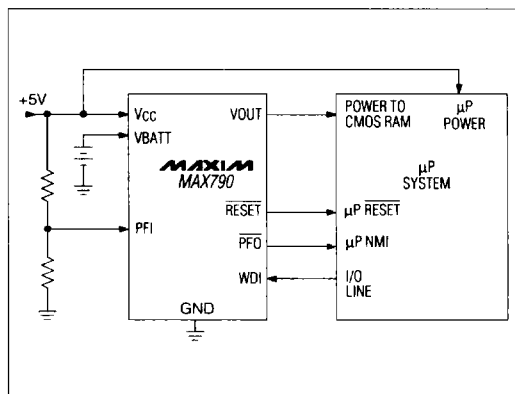 +5V
VCC
VBATT
PFI
VOUT
MAXIM
MAX790
RESET
PFO
WDI
GND
POWER TO
CMOS RAM
µP
POWER
µP
SYSTEM
µP RESET
µP NMI
I/O
LINE